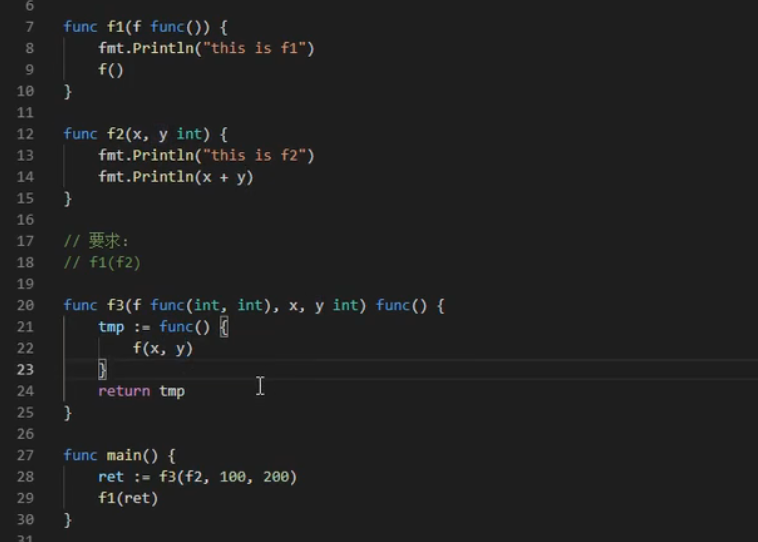 6
7 func f1(f func()) {
8 fmt.Println("this is f1")
9 f()
10 }
11
12 func f2(x, y int) {
13 fmt.Println("this is f2")
14 fmt.Println(x + y)
15 }
16
17 // 要求:
18 // f1(f2)
19
20 func f3(f func(int, int), x, y int) func() {
21 tmp := func() {
22 f(x, y)
23 }
24 return tmp
25 }
26
27 func main() {
28 ret := f3(f2, 100, 200)
29 f1(ret)
30 }
31